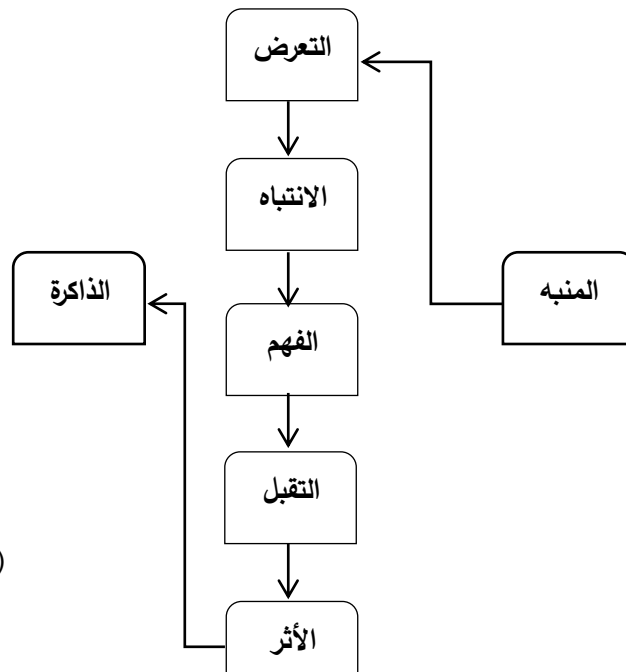 التعرض
الانتباه
الذاكرة
المنبه
الفهم
التقبل
(
الأثر